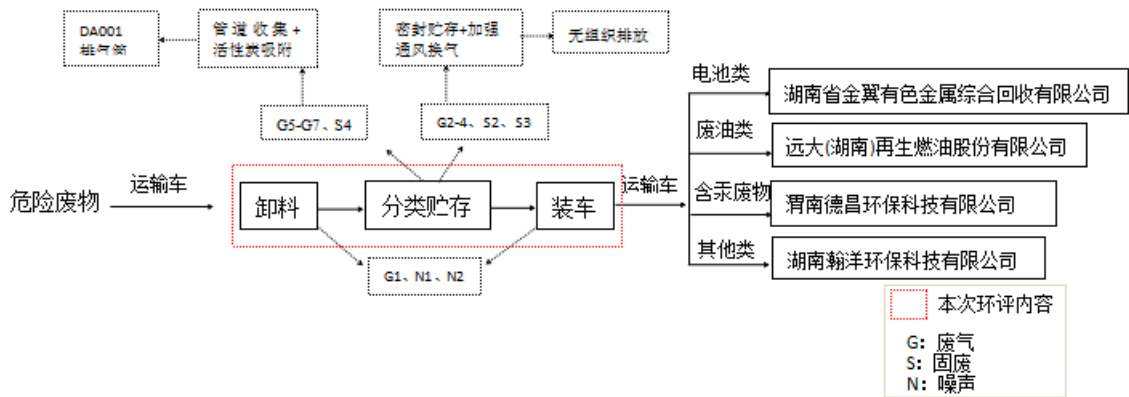 DA001
排气筒
管道收集+
活性炭吸附
密封贮存+加强
通风换气
无组织排放
G5-G7、S4
G2-4、S2、S3
危险废物
运输车
卸料
分类贮存
装车
运输车
G1、N1、N2
电池类
湖南省金翼有色金属综合回收有限公司
废油类
远大(湖南)再生燃油股份有限公司
含汞废物
渭南德昌环保科技有限公司
其他类
湖南瀚洋环保科技有限公司
本次环评内容
G: 废气
S: 固废
N: 噪声